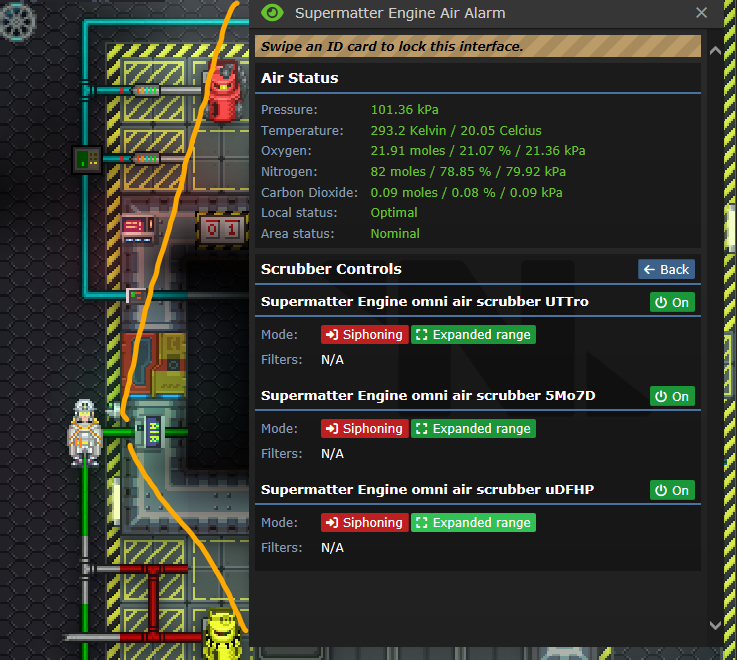 Supermatter Engine Air Alarm
Swipe an ID card to lock this interface.
Air Status
Pressure: 101.36 kPa
Temperature: 293.2 Kelvin / 20.05 Celcius
Oxygen: 21.91 moles / 21.07 % / 21.36 kPa
Nitrogen: 82 moles / 78.85 % / 79.92 kPa
Carbon Dioxide: 0.09 moles / 0.08 % / 0.09 kPa
Local status: Optimal
Area status: Nominal
Scrubber Controls Back
Supermatter Engine omni air scrubber UTTro On
Mode: Siphoning Expanded range
Filters: N/A
Supermatter Engine omni air scrubber 5Mo7D On
Mode: Siphoning Expanded range
Filters: N/A
Supermatter Engine omni air scrubber uDFHP On
Mode: Siphoning Expanded range
Filters: N/A
01
AIR